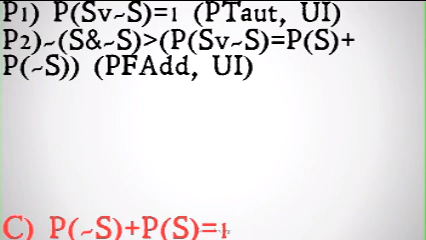 P1) P(Sv~S)=1 (PTaut, UI)
P2)~(S&~S)>(P(Sv~S)=P(S)+
P(~S)) (PFAdd, UI)
C) P(~S)+P(S)=1